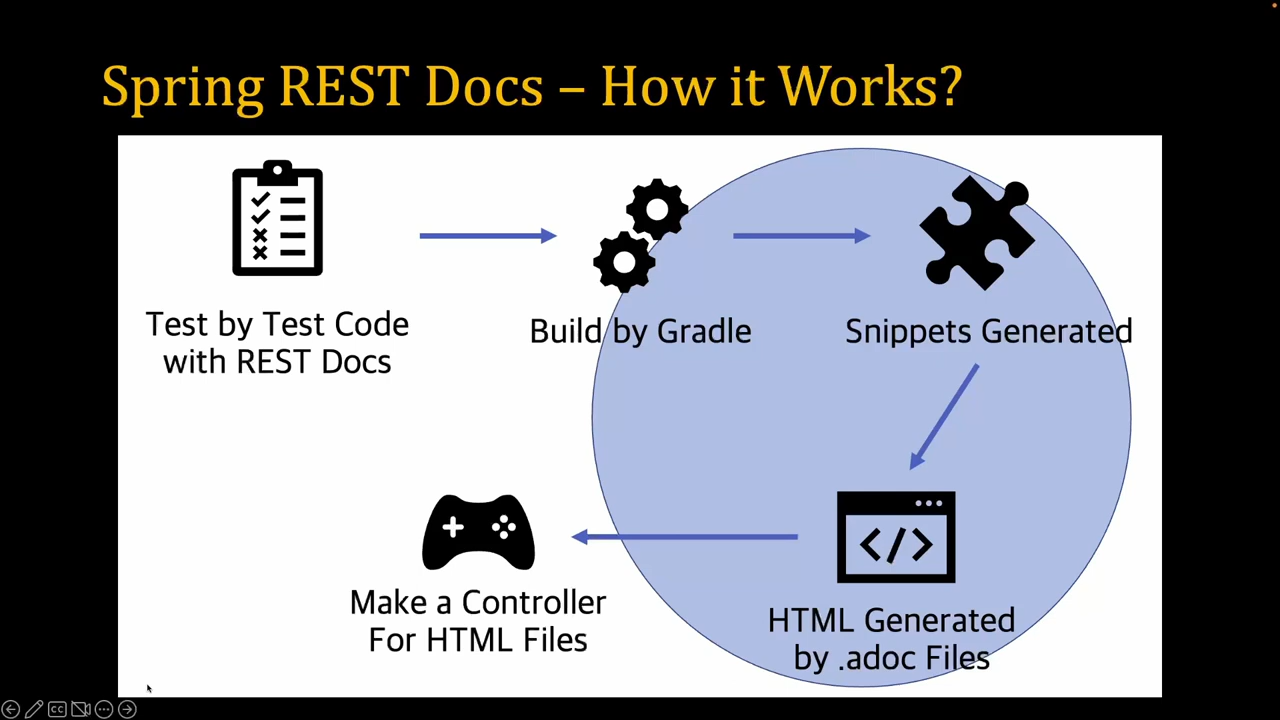 Spring REST Docs – How it Works?
Test by Test Code
with REST Docs
Build by Gradle
Snippets Generated
Make a Controller
For HTML Files
HTML Generated
by .adoc Files